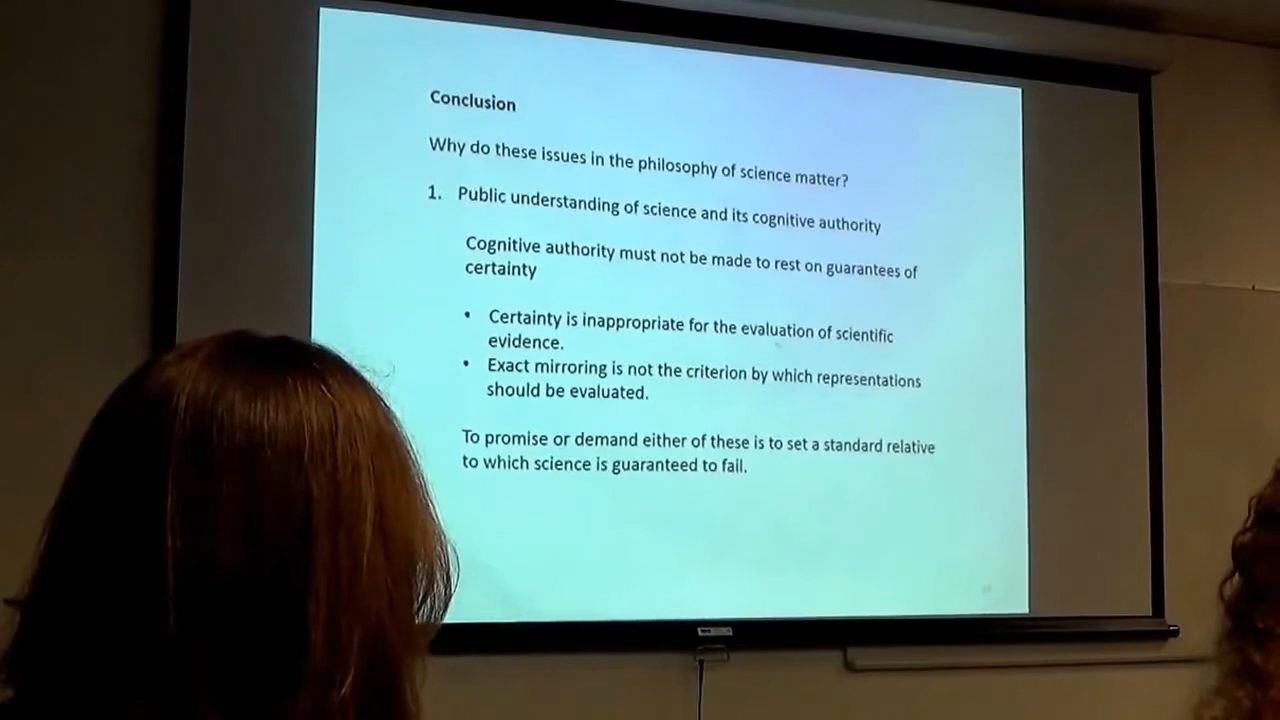 Conclusion
Why do these issues in the philosophy of science matter?
1. Public understanding of science and its cognitive authority
Cognitive authority must not be made to rest on guarantees of
certainty
• Certainty is inappropriate for the evaluation of scientific
evidence.
• Exact mirroring is not the criterion by which representations
should be evaluated.
To promise or demand either of these is to set a standard relative
to which science is guaranteed to fail.